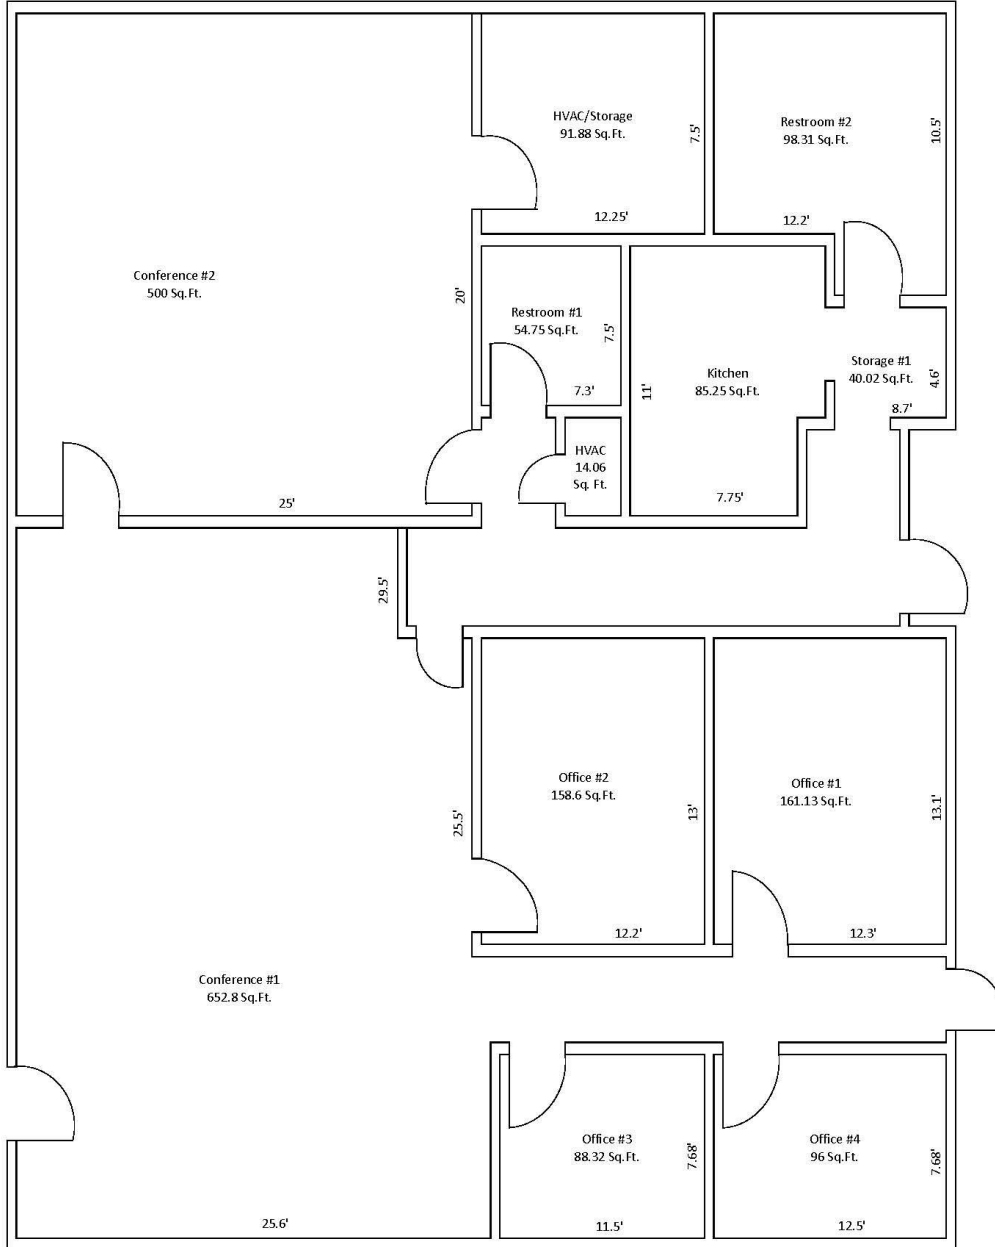 HVAC/Storage
91.88 Sq.Ft.
7.5'
12.25'
Restroom #2
98.31 Sq.Ft.
10.5'
12.2'
Conference #2
500 Sq.Ft.
20'
25'
Restroom #1
54.75 Sq.Ft.
7.5'
7.3'
Kitchen
85.25 Sq.Ft.
11'
7.75'
Storage #1
40.02 Sq.Ft.
4.6'
8.7'
HVAC
14.06
Sq. Ft.
29.5'
Office #2
158.6 Sq.Ft.
13'
12.2'
Office #1
161.13 Sq.Ft.
13.1'
12.3'
25.5'
Conference #1
652.8 Sq.Ft.
25.6'
Office #3
88.32 Sq.Ft.
7.68'
11.5'
Office #4
96 Sq.Ft.
7.68'
12.5'